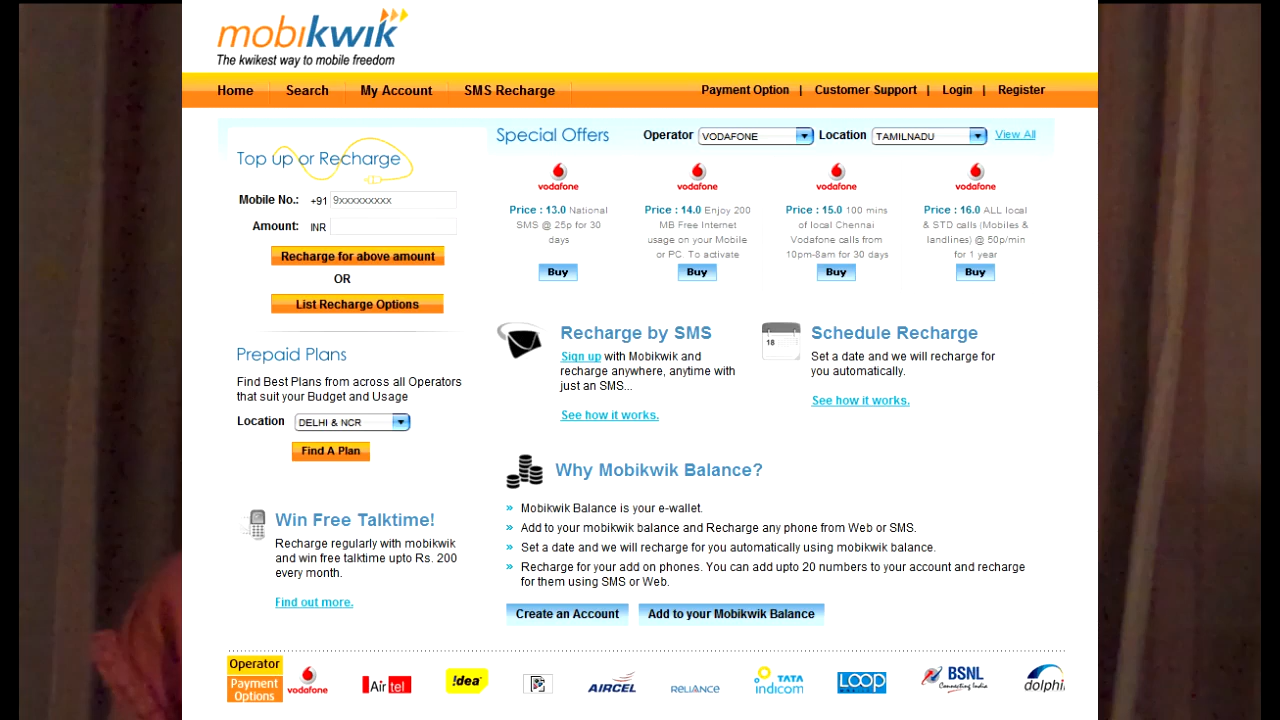 mobikwik
The kwikest way to mobile freedom
Home Search My Account SMS Recharge Payment Option | Customer Support | Login | Register
Top up or Recharge
Mobile No.: +91 9xxxxxxxxx
Amount: INR
Recharge for above amount
OR
List Recharge Options
Prepaid Plans
Find Best Plans from across all Operators
that suit your Budget and Usage
Location DELHI & NCR
Find A Plan
Win Free Talktime!
Recharge regularly with mobikwik
and win free talktime upto Rs. 200
every month.
Find out more.
Special Offers Operator VODAFONE Location TAMILNADU View All
vodafone
Price : 13.0 National
SMS @ 25p for 30
days
Buy
vodafone
Price : 14.0 Enjoy 200
MB Free Internet
usage on your Mobile
or PC. To activate
Buy
vodafone
Price : 15.0 100 mins
of local Chennai
Vodafone calls from
10pm-8am for 30 days
Buy
vodafone
Price : 16.0 ALL local
& STD calls (Mobiles &
landlines) @ 50p/min
for 1 year
Buy
Recharge by SMS
Sign up with Mobikwik and
recharge anywhere, anytime with
just an SMS...
See how it works.
18
Schedule Recharge
Set a date and we will recharge for
you automatically.
See how it works.
Why Mobikwik Balance?
» Mobikwik Balance is your e-wallet.
» Add to your mobikwik balance and Recharge any phone from Web or SMS.
» Set a date and we will recharge for you automatically using mobikwik balance.
» Recharge for your add on phones. You can add upto 20 numbers to your account and recharge
for them using SMS or Web.
Create an Account Add to your Mobikwik Balance
Operator
Payment
Options
vodafone
Airtel
!dea
AIRCEL
RELIANCE
TATA
indicom
LOOP
MOBILE
BSNL
Connecting India
dolphi